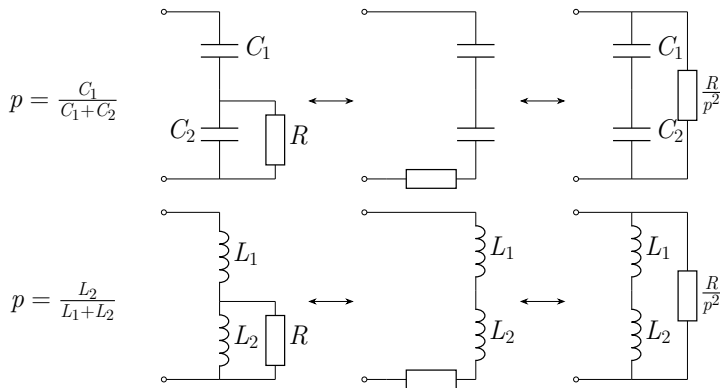 C₁
p = C₁/(C₁+C₂) C₂ R C₁ C₂ R/p²
L₁ L₁ L₁
p = L₂/(L₁+L₂) L₂ R L₂ L₂ R/p²